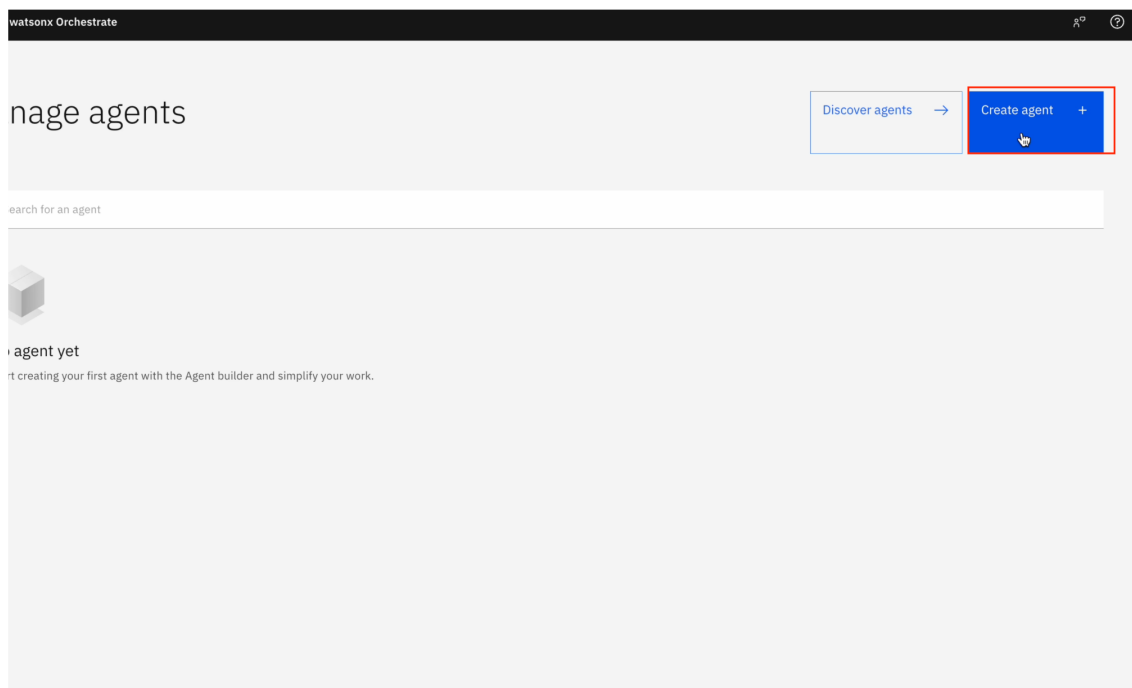 watsonx Orchestrate
nage agents
Discover agents
Create agent +
earch for an agent
agent yet
rt creating your first agent with the Agent builder and simplify your work.